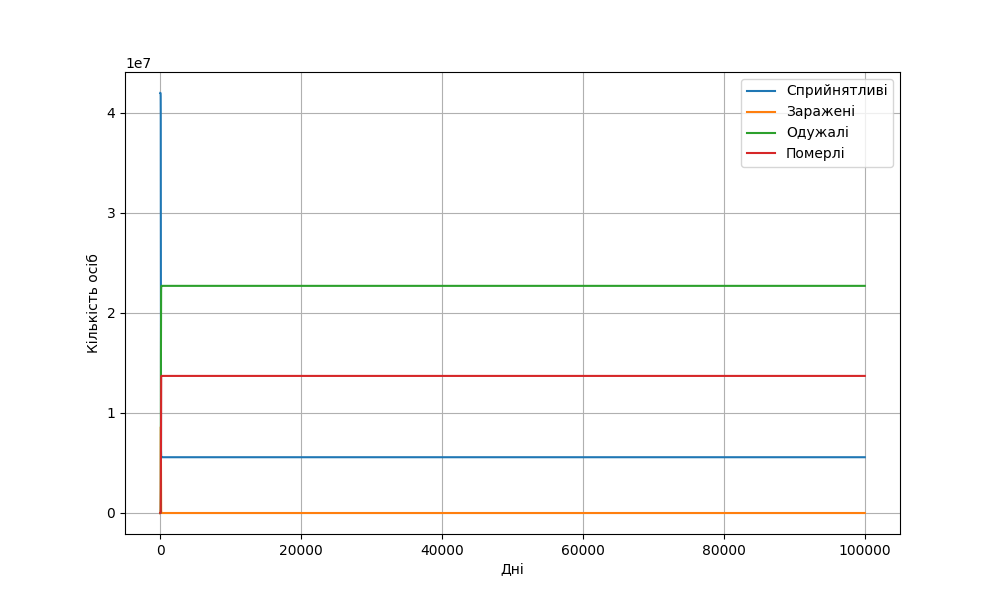 1e7
Сприйнятливі
Заражені
Одужалі
Померлі
4
3
2
1
0
Кількість осіб
0 20000 40000 60000 80000 100000
Дні